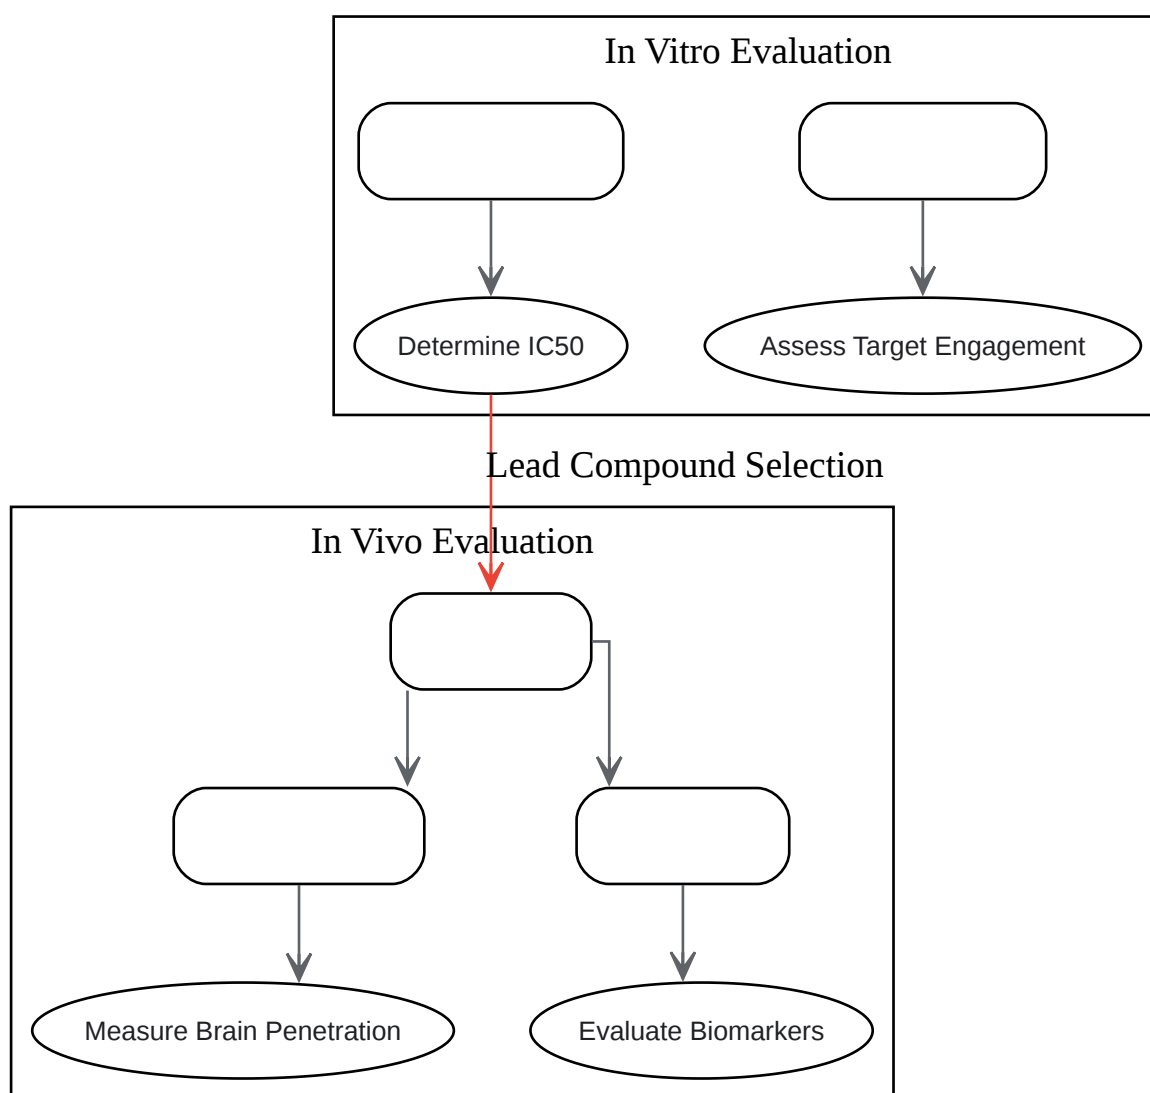 In Vitro Evaluation
Determine IC50
Assess Target Engagement
Lead Compound Selection
In Vivo Evaluation
Measure Brain Penetration
Evaluate Biomarkers